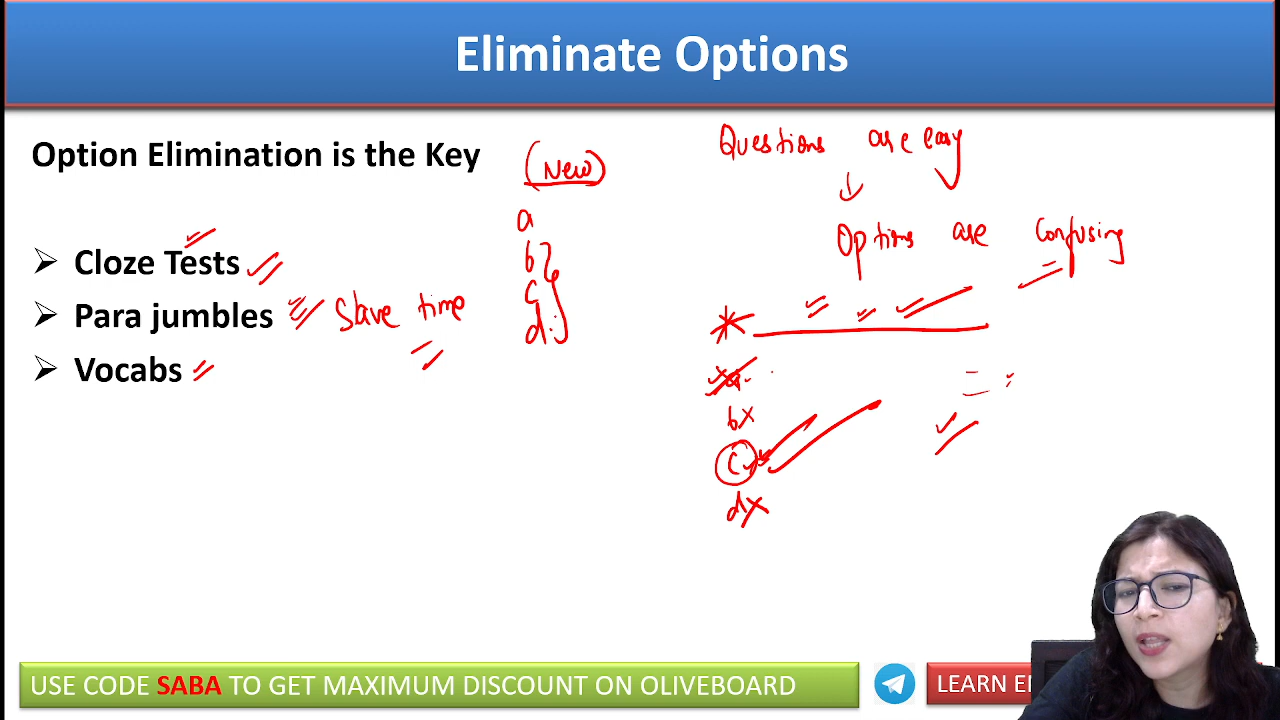 Eliminate Options
Option Elimination is the Key
(New)
Questions are easy
Options are Confusing
➢ Cloze Tests
➢ Para jumbles
Save time
➢ Vocabs
a
b
c
d
a
b x
c
d x
USE CODE SABA TO GET MAXIMUM DISCOUNT ON OLIVEBOARD
LEARN